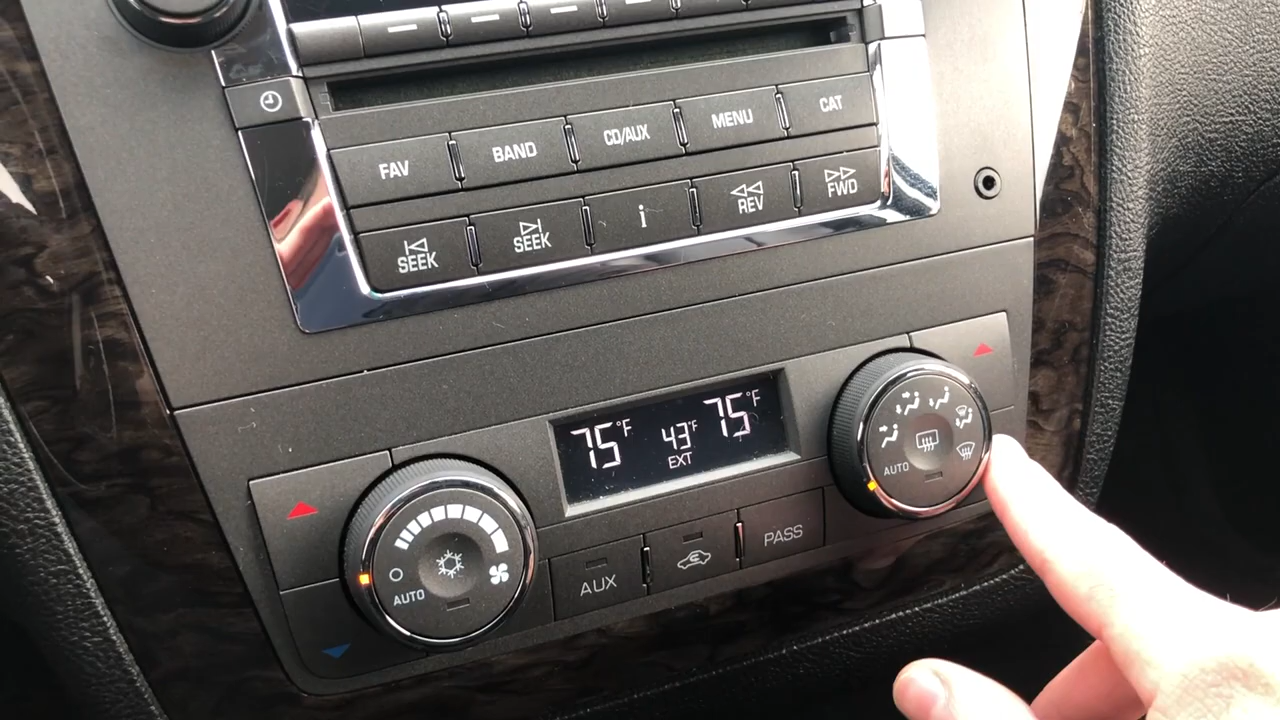 FAV BAND CD/AUX MENU CAT
SEEK SEEK i REV FWD
75°F 43°F 75°F
EXT
AUTO
AUTO
AUX PASS